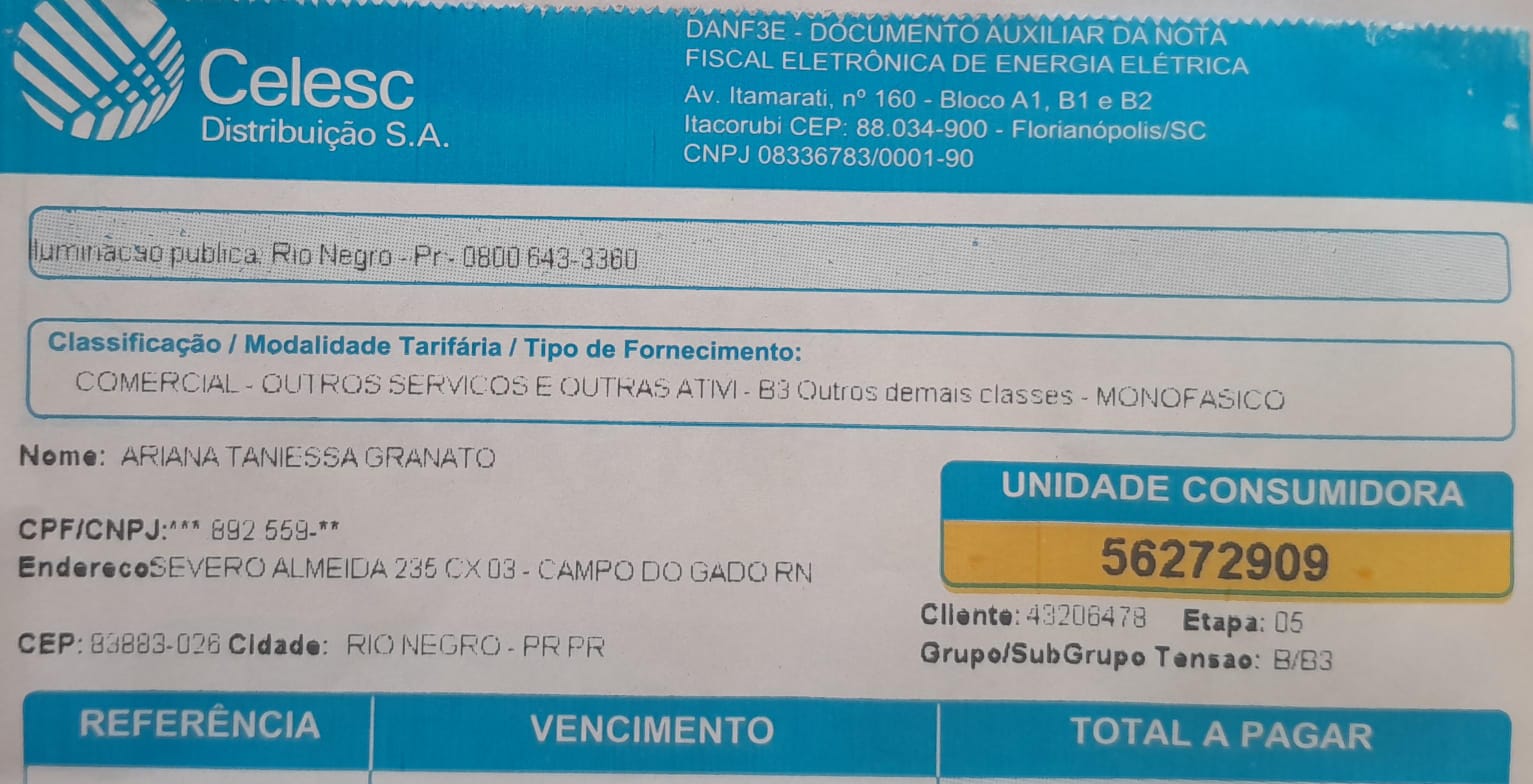 Celesc
Distribuição S.A.
DANF3E - DOCUMENTO AUXILIAR DA NOTA
FISCAL ELETRÔNICA DE ENERGIA ELÉTRICA
Av. Itamarati, nº 160 - Bloco A1, B1 e B2
Itacorubi CEP: 88.034-900 - Florianópolis/SC
CNPJ 08336783/0001-90
Iluminacao publica: Rio Negro - Pr - 0800 643-3360
Classificação / Modalidade Tarifária / Tipo de Fornecimento:
COMERCIAL - OUTROS SERVICOS E OUTRAS ATIVI - B3 Outros demais classes - MONOFASICO
Nome: ARIANA TANIESSA GRANATO
CPF/CNPJ:*** 892 559-**
EnderecoSEVERO ALMEIDA 235 CX 03 - CAMPO DO GADO RN
CEP: 83883-026 Cidade: RIO NEGRO - PR PR
UNIDADE CONSUMIDORA
56272909
Cliente: 43206478 Etapa: 05
Grupo/SubGrupo Tensao: B/B3
REFERÊNCIA VENCIMENTO TOTAL A PAGAR